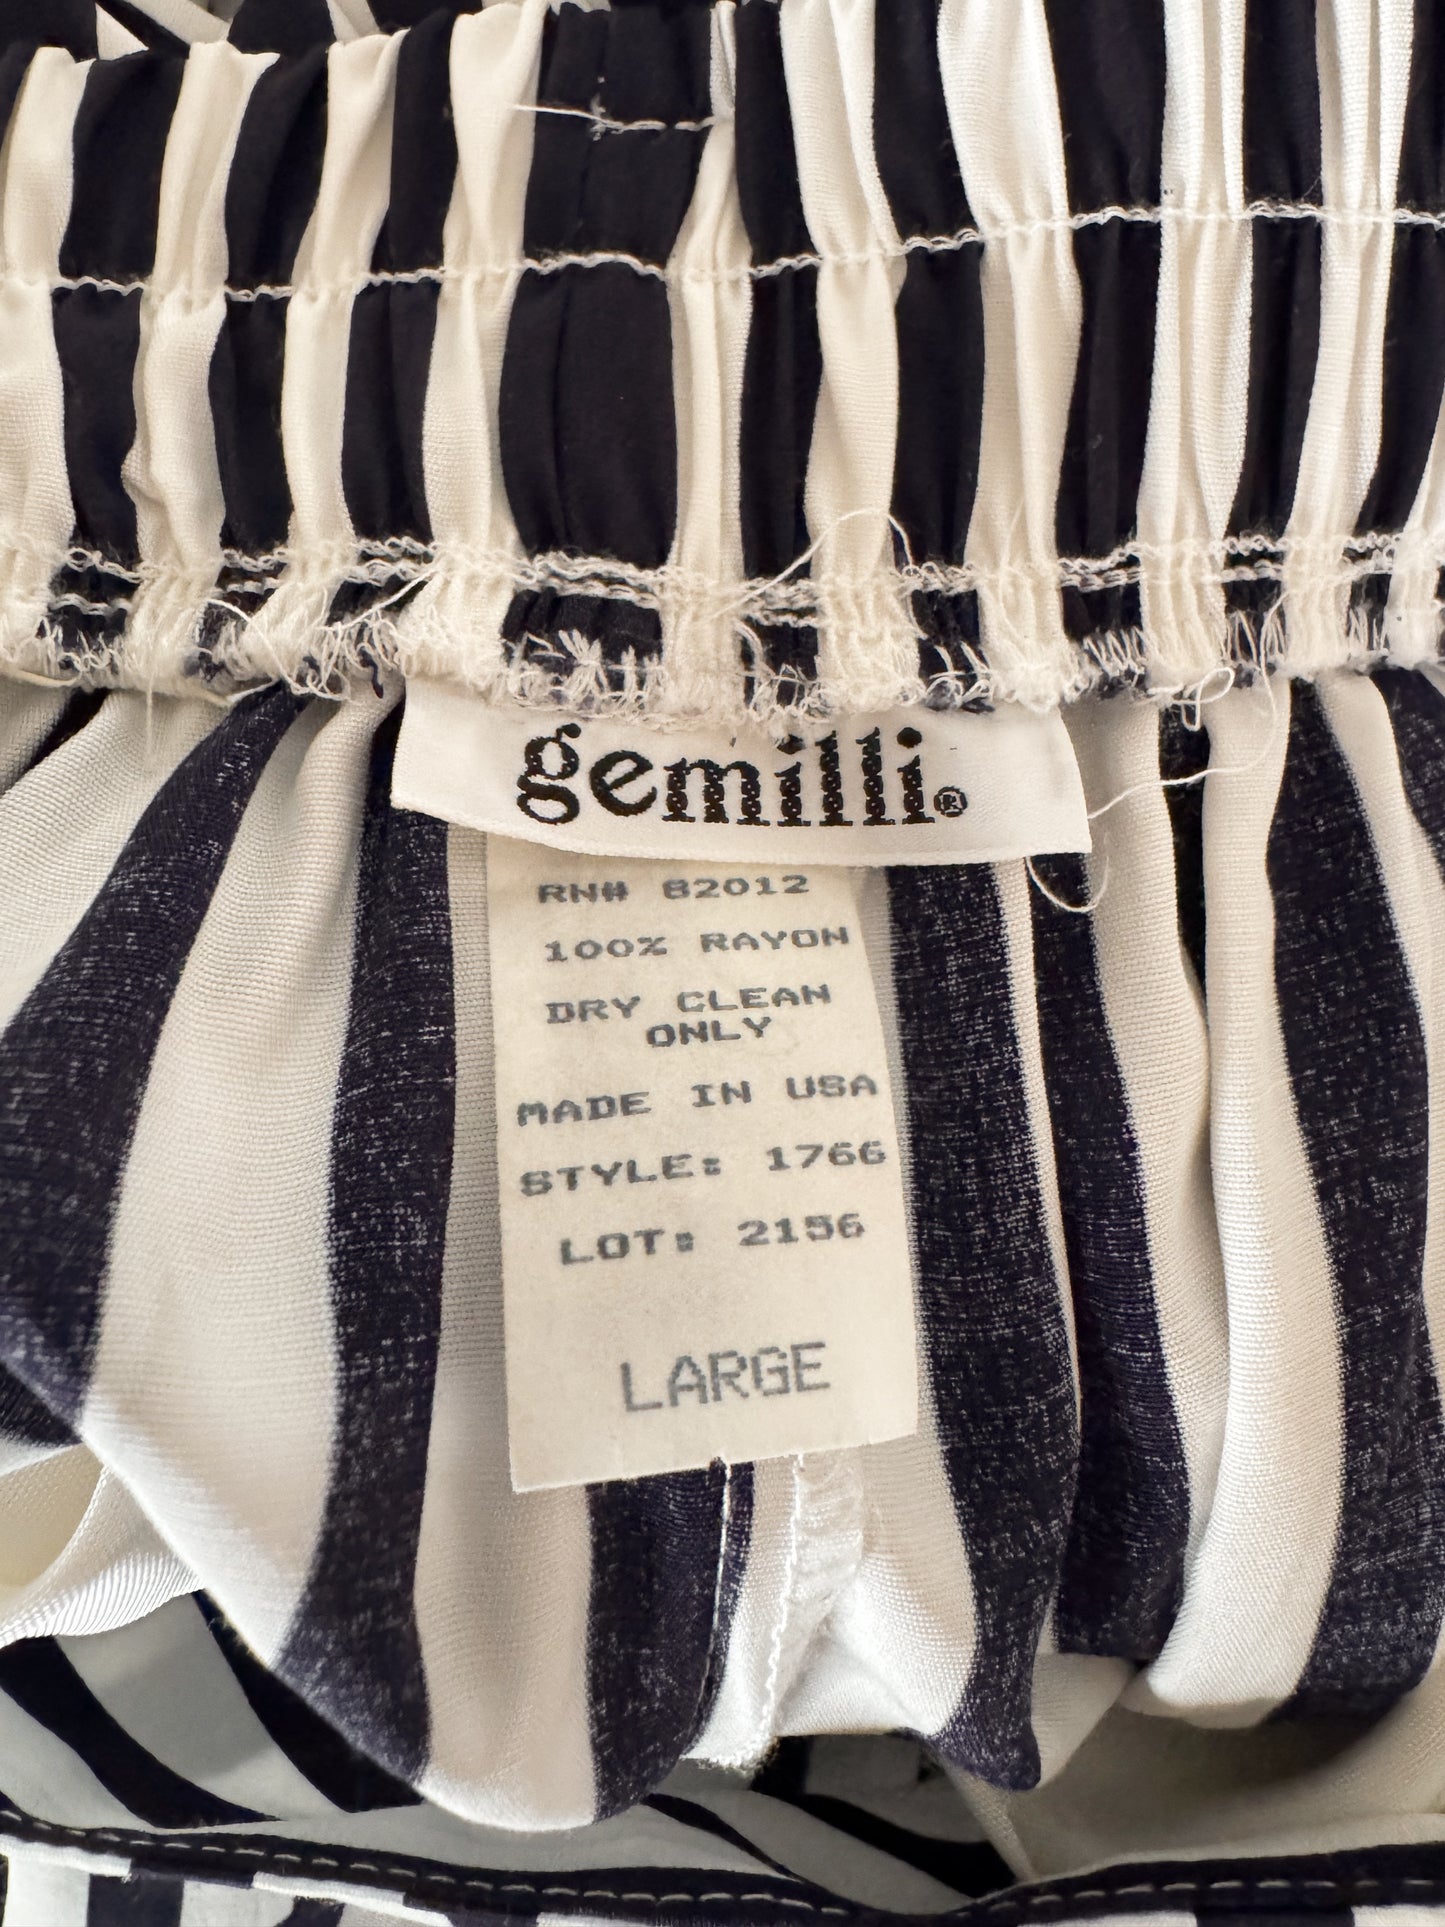 gemilli®
RN# 82012
100% RAYON
DRY CLEAN
ONLY
MADE IN USA
STYLE: 1766
LOT: 2156
LARGE